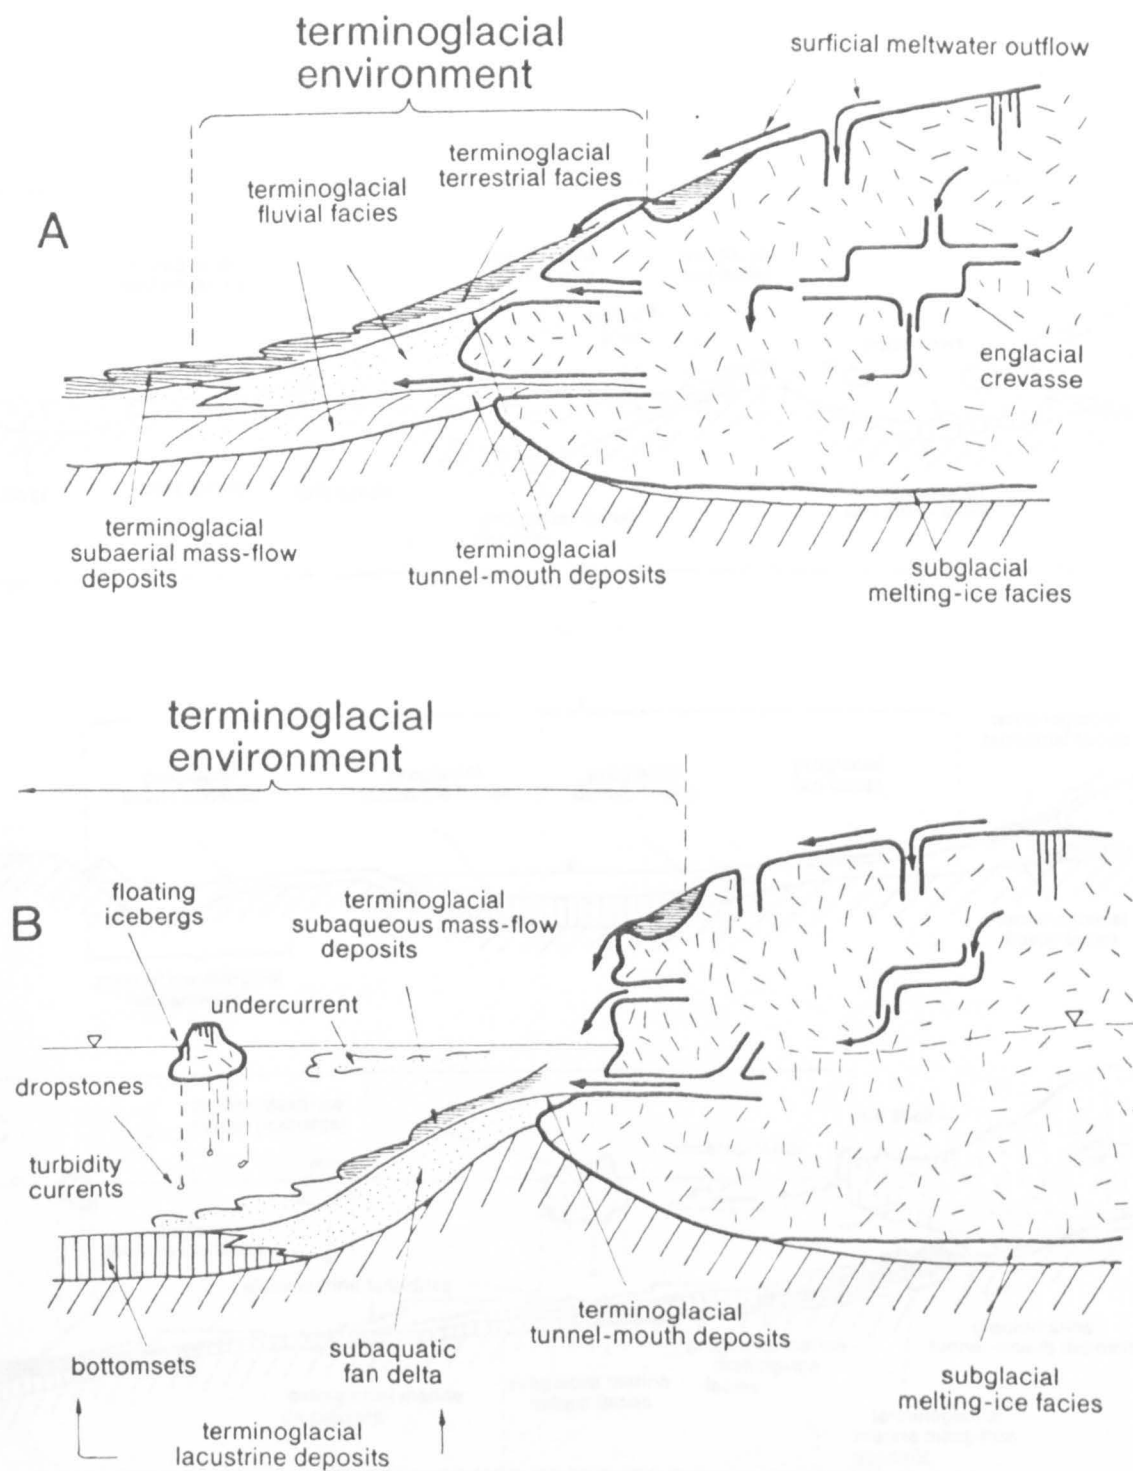 terminoglacial
environment
surficial meltwater outflow
terminoglacial
terrestrial facies
terminoglacial
fluvial facies
A
englacial
crevasse
terminoglacial
subaerial mass-flow
deposits
terminoglacial
tunnel-mouth deposits
subglacial
melting-ice facies
terminoglacial
environment
B
floating
icebergs
terminoglacial
subaqueous mass-flow
deposits
undercurrent
dropstones
turbidity
currents
terminoglacial
tunnel-mouth deposits
bottomsets
subaquatic
fan delta
subglacial
melting-ice facies
terminoglacial
lacustrine deposits